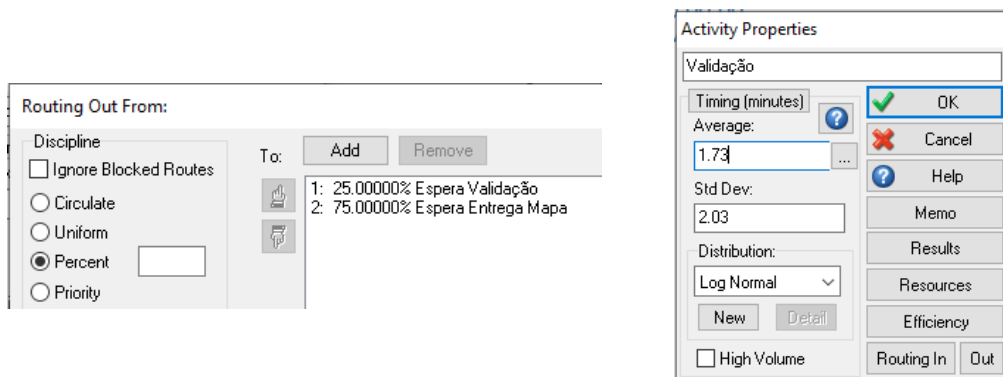 Routing Out From:
Discipline
Ignore Blocked Routes
Circulate
Uniform
Percent
Priority
To:
Add
Remove
1: 25.00000% Espera Validação
2: 75.00000% Espera Entrega Mapa
Activity Properties
Validação
Timing (minutes)
Average:
1.73
...
Std Dev:
2.03
Distribution:
Log Normal
New
Detail
High Volume
OK
Cancel
Help
Memo
Results
Resources
Efficiency
Routing In
Out